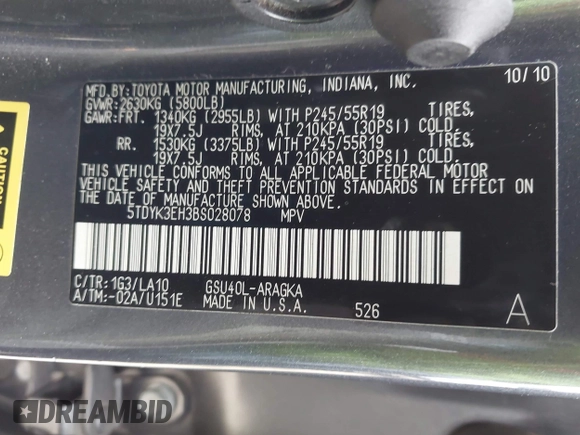 MFD. BY: TOYOTA MOTOR MANUFACTURING, INDIANA, INC. 10/10
GVWR: 2630KG (5800LB)
GAWR: FRT. 1340KG (2955LB) WITH P245/55R19 TIRES,
19X7.5J RIMS, AT 210KPA (30PSI) COLD.
RR. 1530KG (3375LB) WITH P245/55R19 TIRES,
19X7.5J RIMS, AT 210KPA (30PSI) COLD.
THIS VEHICLE CONFORMS TO ALL APPLICABLE FEDERAL MOTOR
VEHICLE SAFETY AND THEFT PREVENTION STANDARDS IN EFFECT ON
THE DATE OF MANUFACTURE SHOWN ABOVE.
5TDYK3EH3BS028078 MPV
C/TR: 1G3/LA10 GSU40L-ARAGKA
A/TM: -02A/U151E MADE IN U.S.A. 526 A
CAUTION
DREAMBID